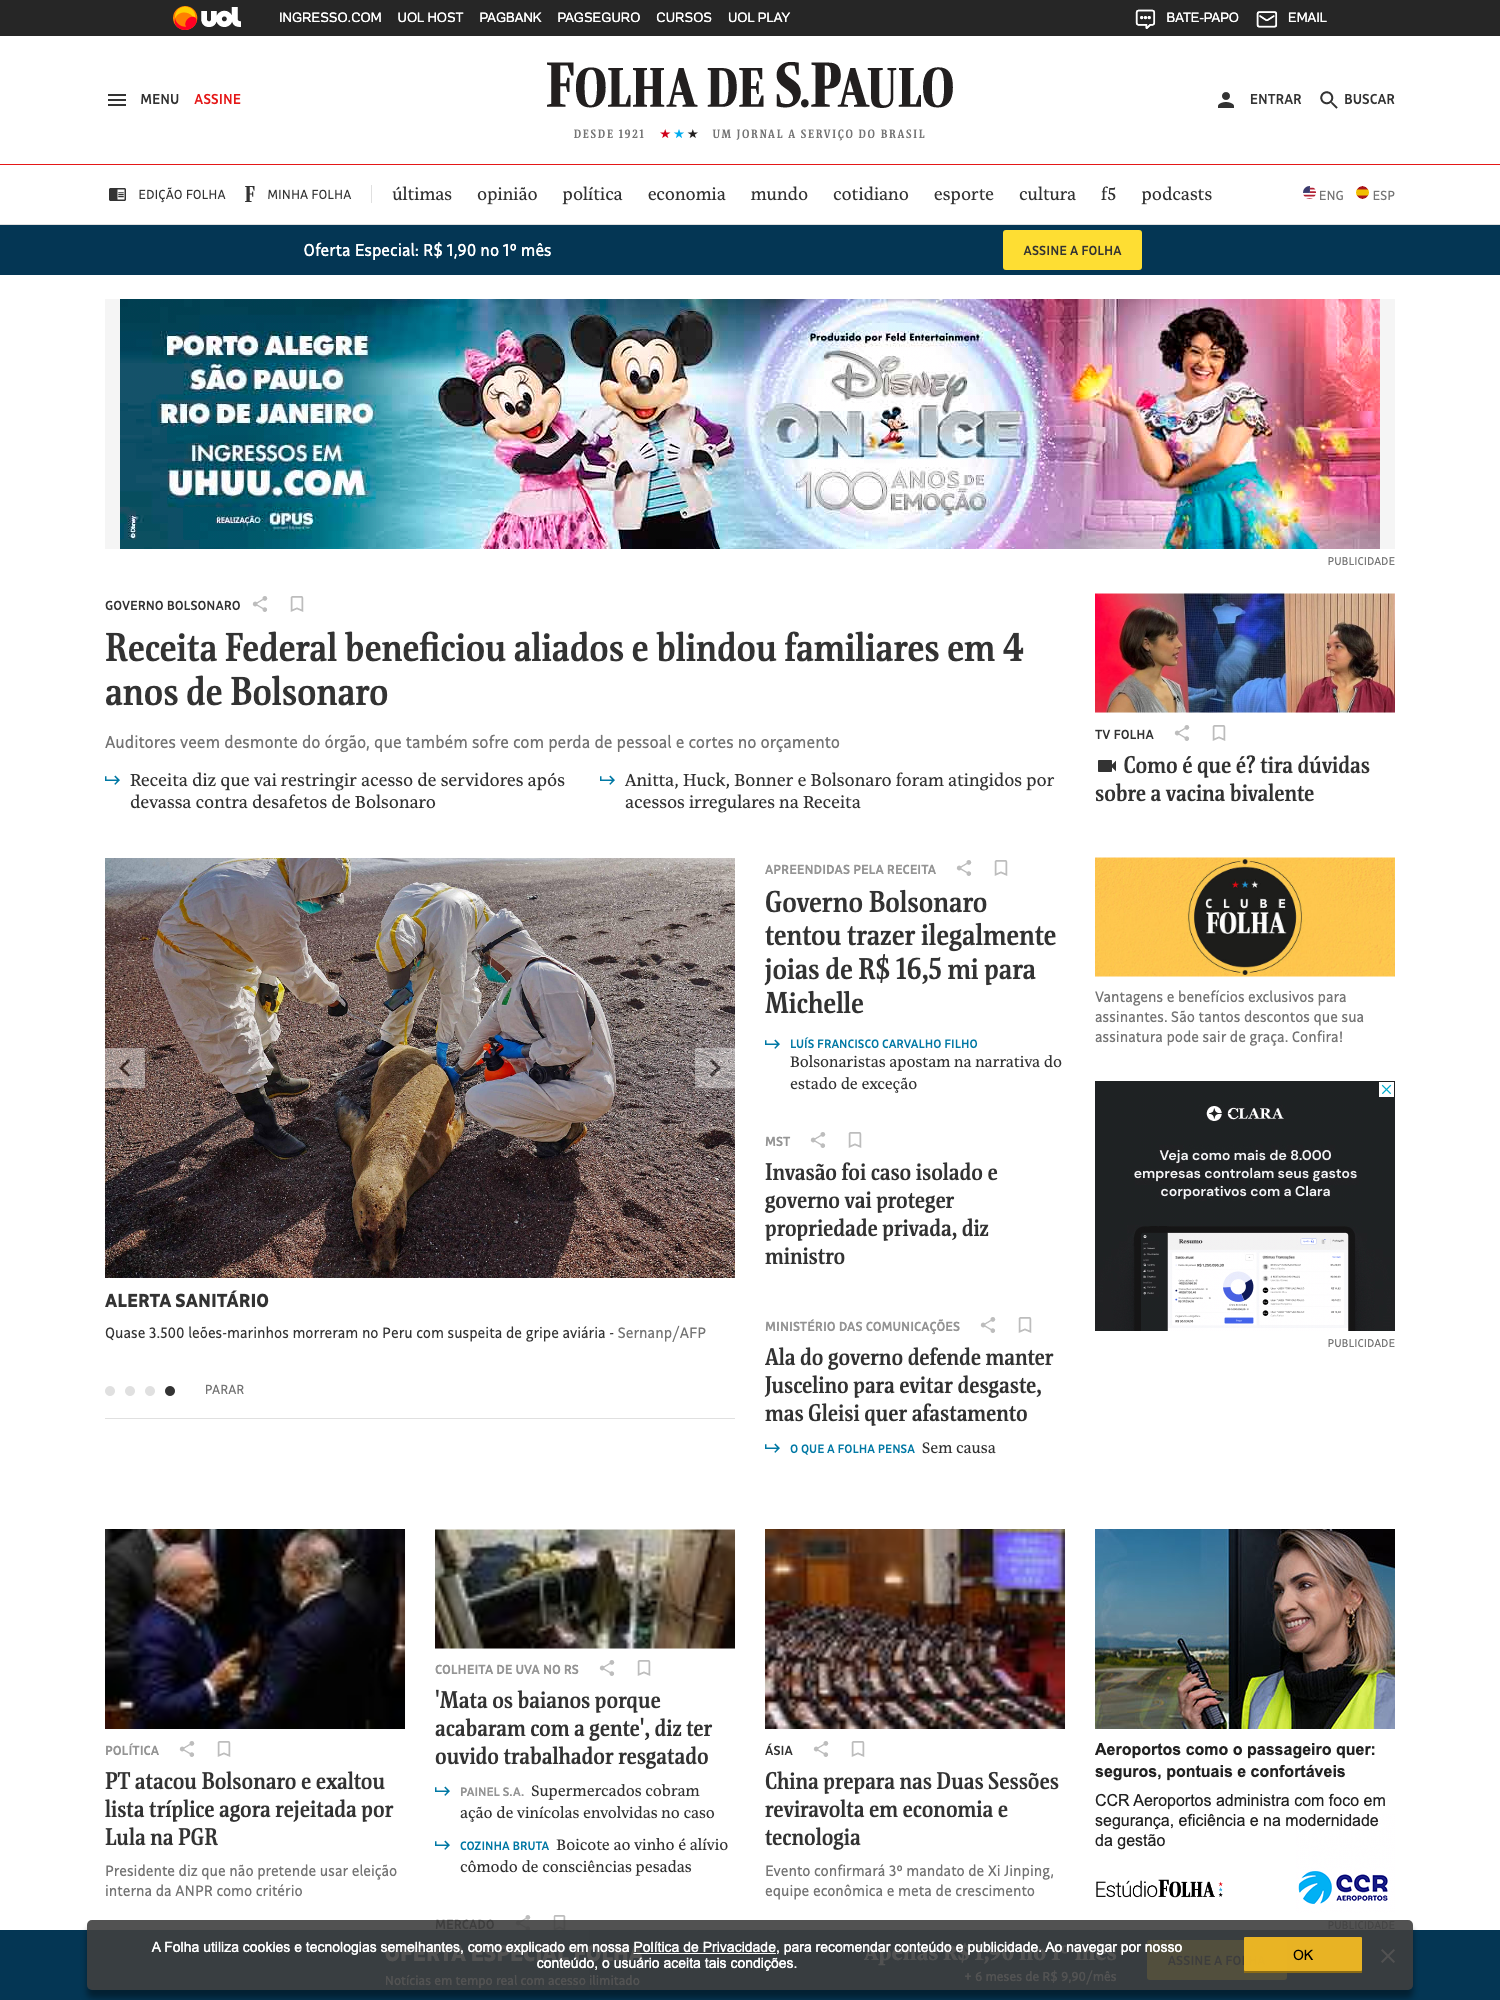 uol INGRESSO.COM UOL HOST PAGBANK PAGSEGURO CURSOS UOL PLAY BATE-PAPO EMAIL
MENU ASSINE
FOLHA DE S.PAULO
DESDE 1921 ★★★ UM JORNAL A SERVIÇO DO BRASIL
ENTRAR BUSCAR
EDIÇÃO FOLHA F MINHA FOLHA últimas opinião política economia mundo cotidiano esporte cultura f5 podcasts ENG ESP
Oferta Especial: R$ 1,90 no 1º mês ASSINE A FOLHA
PORTO ALEGRE
SÃO PAULO
RIO DE JANEIRO
INGRESSOS EM
UHUU.COM
REALIZAÇÃO OPUS
©Disney
Produzido por Feld Entertainment
DISNEY
ON ICE
100 ANOS DE
EMOÇÃO
PUBLICIDADE
GOVERNO BOLSONARO
Receita Federal beneficiou aliados e blindou familiares em 4
anos de Bolsonaro
Auditores veem desmonte do órgão, que também sofre com perda de pessoal e cortes no orçamento
Receita diz que vai restringir acesso de servidores após
devassa contra desafetos de Bolsonaro
Anitta, Huck, Bonner e Bolsonaro foram atingidos por
acessos irregulares na Receita
TV FOLHA
Como é que é? tira dúvidas
sobre a vacina bivalente
ALERTA SANITÁRIO
Quase 3.500 leões-marinhos morreram no Peru com suspeita de gripe aviária - Sernanp/AFP
PARAR
APREENDIDAS PELA RECEITA
Governo Bolsonaro
tentou trazer ilegalmente
joias de R$ 16,5 mi para
Michelle
LUÍS FRANCISCO CARVALHO FILHO
Bolsonaristas apostam na narrativa do
estado de exceção
MST
Invasão foi caso isolado e
governo vai proteger
propriedade privada, diz
ministro
MINISTÉRIO DAS COMUNICAÇÕES
Ala do governo defende manter
Juscelino para evitar desgaste,
mas Gleisi quer afastamento
O QUE A FOLHA PENSA Sem causa
CLUBE
FOLHA
Vantagens e benefícios exclusivos para
assinantes. São tantos descontos que sua
assinatura pode sair de graça. Confira!
CLARA
Veja como mais de 8.000
empresas controlam seus gastos
corporativos com a Clara
Resumo
PUBLICIDADE
POLÍTICA
PT atacou Bolsonaro e exaltou
lista tríplice agora rejeitada por
Lula na PGR
Presidente diz que não pretende usar eleição
interna da ANPR como critério
COLHEITA DE UVA NO RS
'Mata os baianos porque
acabaram com a gente', diz ter
ouvido trabalhador resgatado
PAINEL S.A. Supermercados cobram
ação de vinícolas envolvidas no caso
COZINHA BRUTA Boicote ao vinho é alívio
cômodo de consciências pesadas
MERCADO
ÁSIA
China prepara nas Duas Sessões
reviravolta em economia e
tecnologia
Evento confirmará 3º mandato de Xi Jinping,
equipe econômica e meta de crescimento
Aeroportos como o passageiro quer:
seguros, pontuais e confortáveis
CCR Aeroportos administra com foco em
segurança, eficiência e na modernidade
da gestão
EstúdioFOLHA CCR
AEROPORTOS
PUBLICIDADE
A Folha utiliza cookies e tecnologias semelhantes, como explicado em nossa Política de Privacidade, para recomendar conteúdo e publicidade. Ao navegar por nosso
conteúdo, o usuário aceita tais condições.
OK
Apenas R$ 1,90 no 1º mês
Notícias em tempo real com acesso ilimitado
+ 6 meses de R$ 9,90/mês
ASSINE A FO